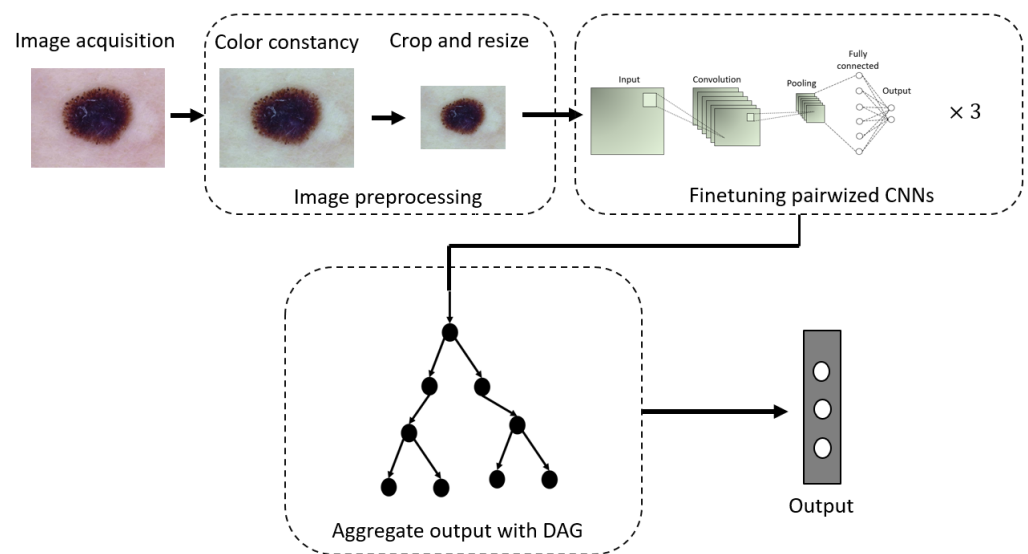 Image acquisition
Color constancy
Crop and resize
Image preprocessing
Input
Convolution
Pooling
Fully
connected
Output
× 3
Finetuning pairwized CNNs
Aggregate output with DAG
Output